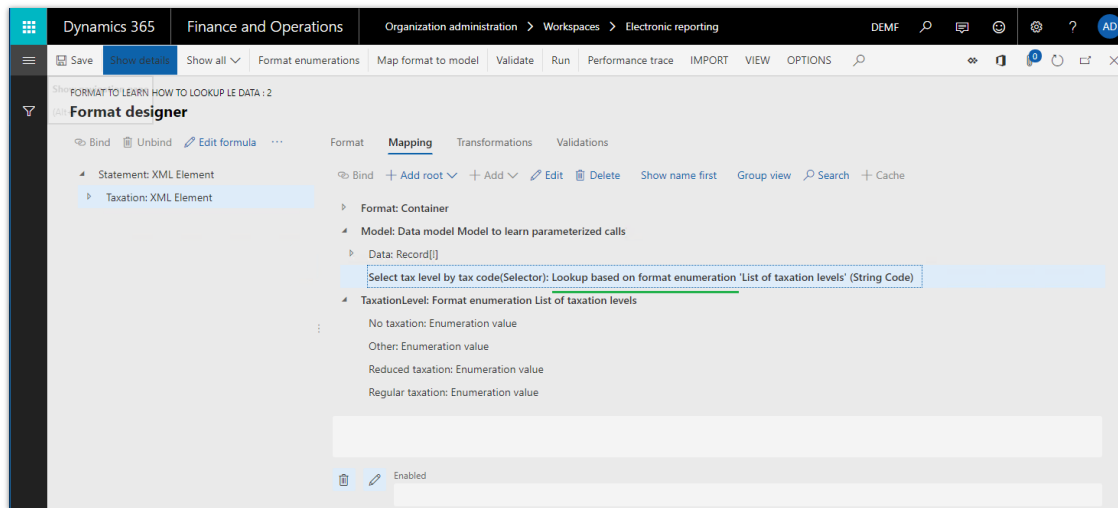 Dynamics 365 Finance and Operations Organization administration > Workspaces > Electronic reporting DEMF ? AD
Save Show details Show all Format enumerations Map format to model Validate Run Performance trace IMPORT VIEW OPTIONS 0
FORMAT TO LEARN HOW TO LOOKUP LE DATA : 2
Format designer
Bind Unbind Edit formula ... Format Mapping Transformations Validations
Statement: XML Element
Taxation: XML Element
Bind + Add root + Add Edit Delete Show name first Group view Search + Cache
Format: Container
Model: Data model Model to learn parameterized calls
Data: Record[!]
Select tax level by tax code(Selector): Lookup based on format enumeration 'List of taxation levels' (String Code)
TaxationLevel: Format enumeration List of taxation levels
No taxation: Enumeration value
Other: Enumeration value
Reduced taxation: Enumeration value
Regular taxation: Enumeration value
Enabled